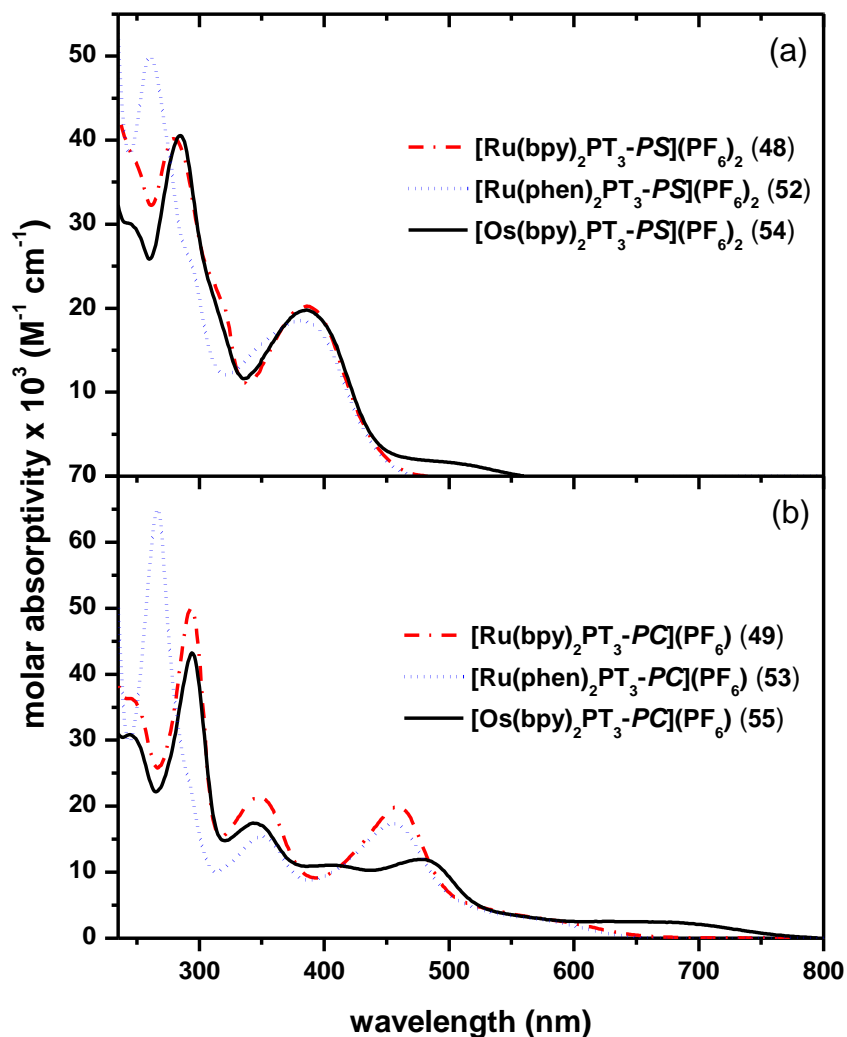 molar absorptivity x 10³ (M⁻¹ cm⁻¹)
(a)
50
40
30
20
10
0
[Ru(bpy)₂PT₃-PS](PF₆)₂ (48)
[Ru(phen)₂PT₃-PS](PF₆)₂ (52)
[Os(bpy)₂PT₃-PS](PF₆)₂ (54)
(b)
70
60
50
40
30
20
10
0
[Ru(bpy)₂PT₃-PC](PF₆) (49)
[Ru(phen)₂PT₃-PC](PF₆) (53)
[Os(bpy)₂PT₃-PC](PF₆) (55)
300 400 500 600 700 800
wavelength (nm)